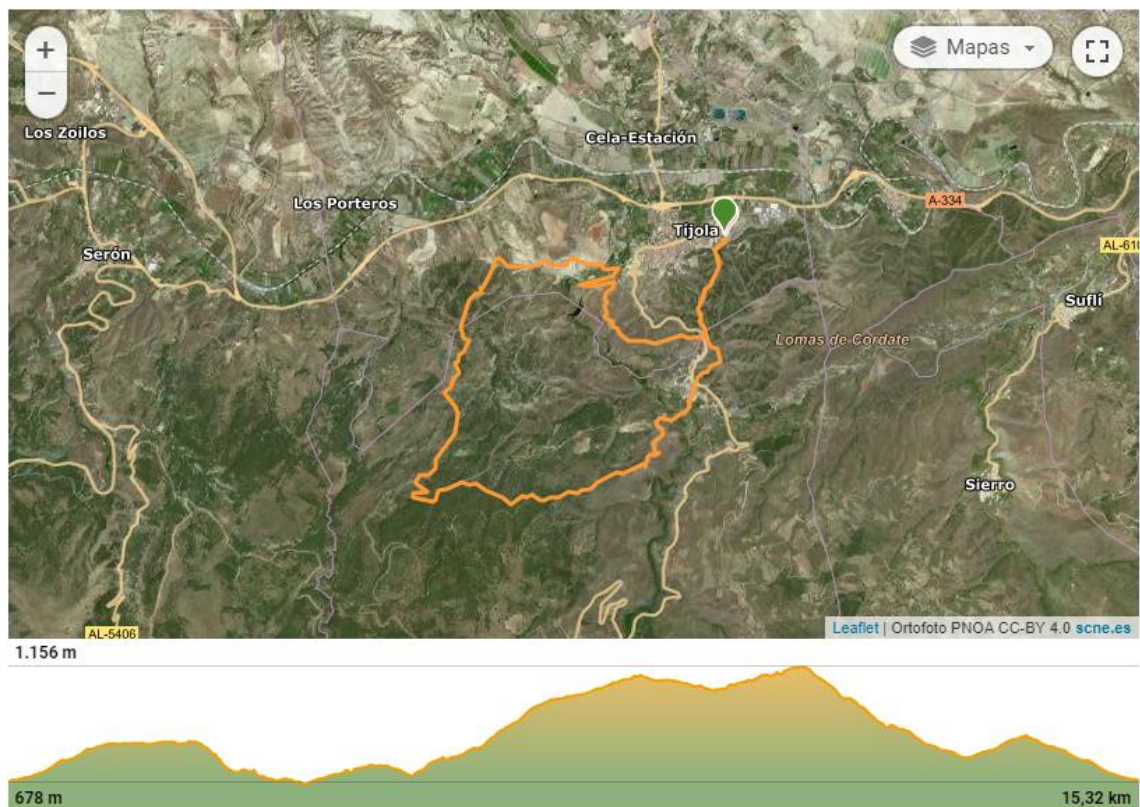 +
Mapas
−
Los Zoilos
Cela-Estación
Los Porteros
A-334
Tíjola
Serón
AL-610
Suflí
Lomas de Cordate
Sierro
AL-5406
Leaflet | Ortofoto PNOA CC-BY 4.0 scne.es
1.156 m
678 m
15,32 km